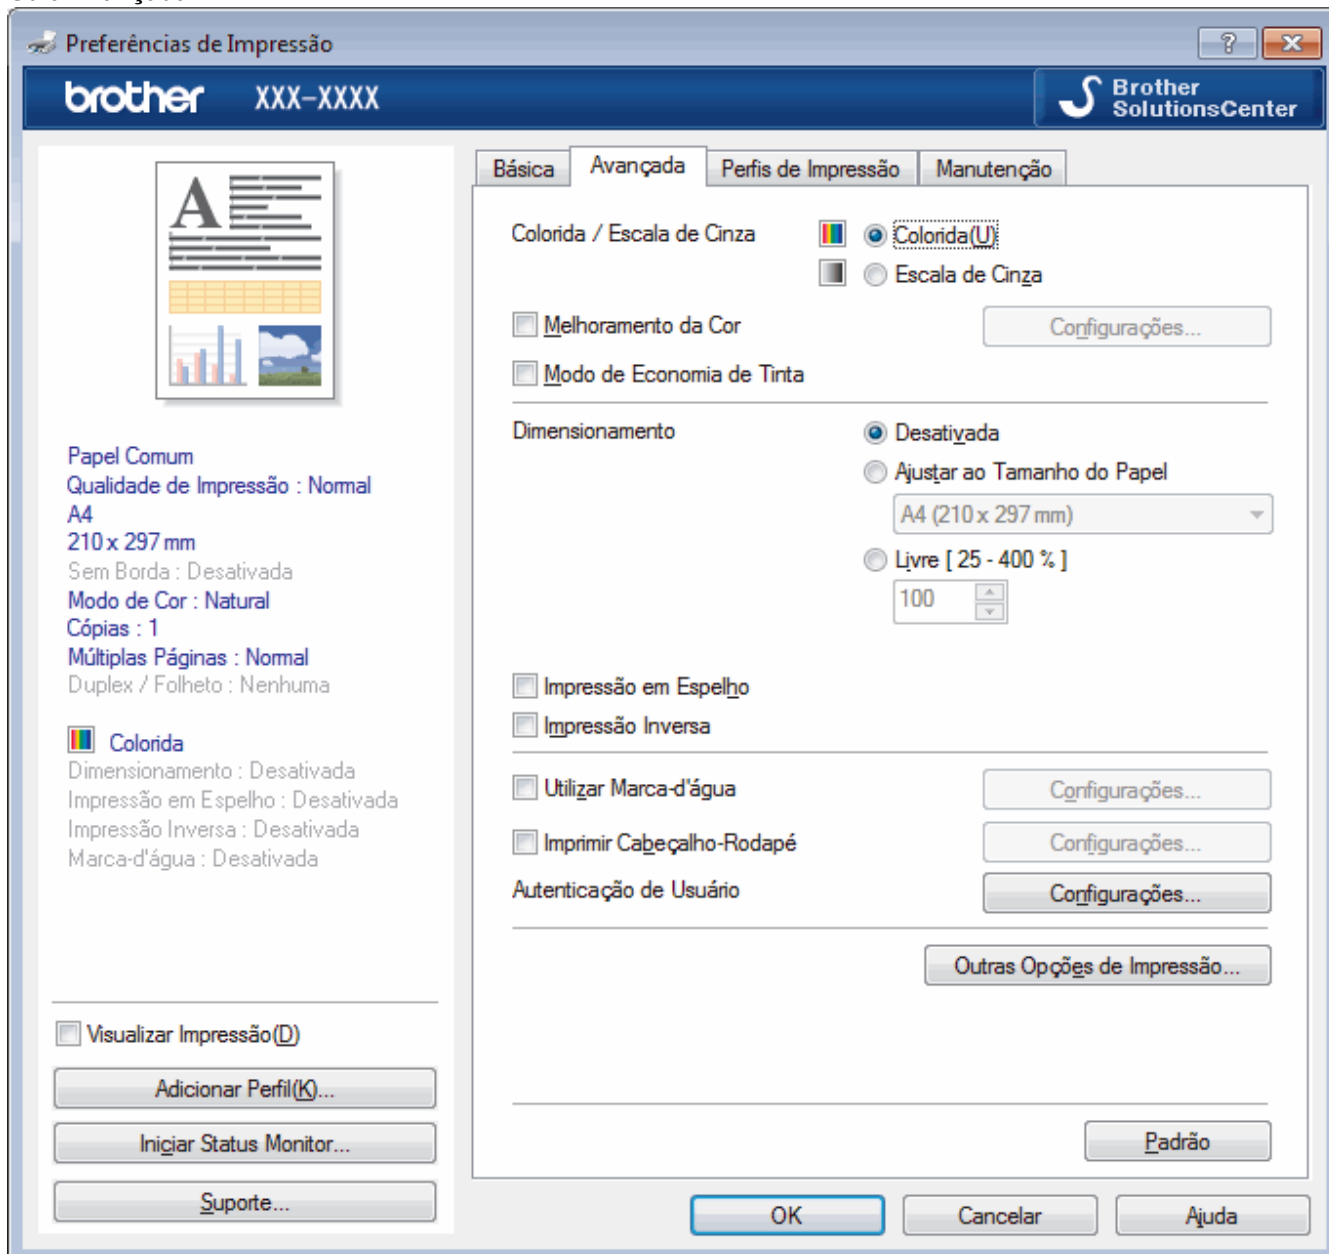 Preferências de Impressão
brother XXX-XXXX
Brother
SolutionsCenter
A
Papel Comum
Qualidade de Impressão : Normal
A4
210 x 297 mm
Sem Borda : Desativada
Modo de Cor : Natural
Cópias : 1
Múltiplas Páginas : Normal
Duplex / Folheto : Nenhuma
Colorida
Dimensionamento : Desativada
Impressão em Espelho : Desativada
Impressão Inversa : Desativada
Marca-d'água : Desativada
Visualizar Impressão(D)
Adicionar Perfil(K)...
Iniciar Status Monitor...
Suporte...
Básica Avançada Perfis de Impressão Manutenção
Colorida / Escala de Cinza Colorida(U)
Escala de Cinza
Melhoramento da Cor Configurações...
Modo de Economia de Tinta
Dimensionamento Desativada
Ajustar ao Tamanho do Papel
A4 (210 x 297 mm)
Livre [ 25 - 400 % ]
100
Impressão em Espelho
Impressão Inversa
Utilizar Marca-d'água Configurações...
Imprimir Cabeçalho-Rodapé Configurações...
Autenticação de Usuário Configurações...
Outras Opções de Impressão...
Padrão
OK Cancelar Ajuda